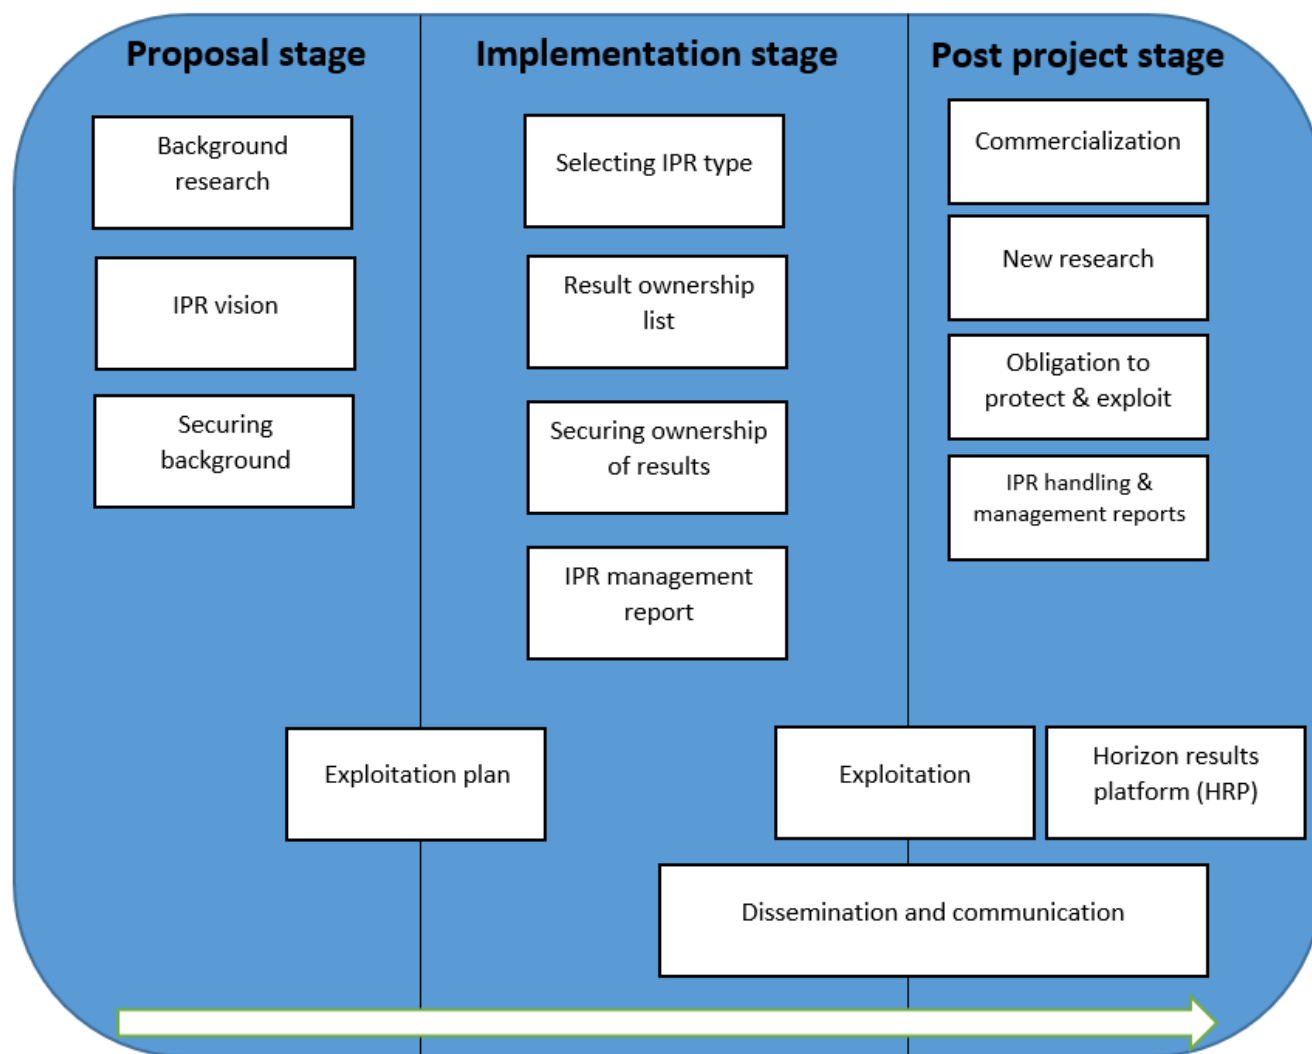 Proposal stage
Implementation stage
Post project stage
Background
research
IPR vision
Securing
background
Selecting IPR type
Result ownership
list
Securing ownership
of results
IPR management
report
Commercialization
New research
Obligation to
protect & exploit
IPR handling &
management reports
Exploitation plan
Exploitation
Horizon results
platform (HRP)
Dissemination and communication